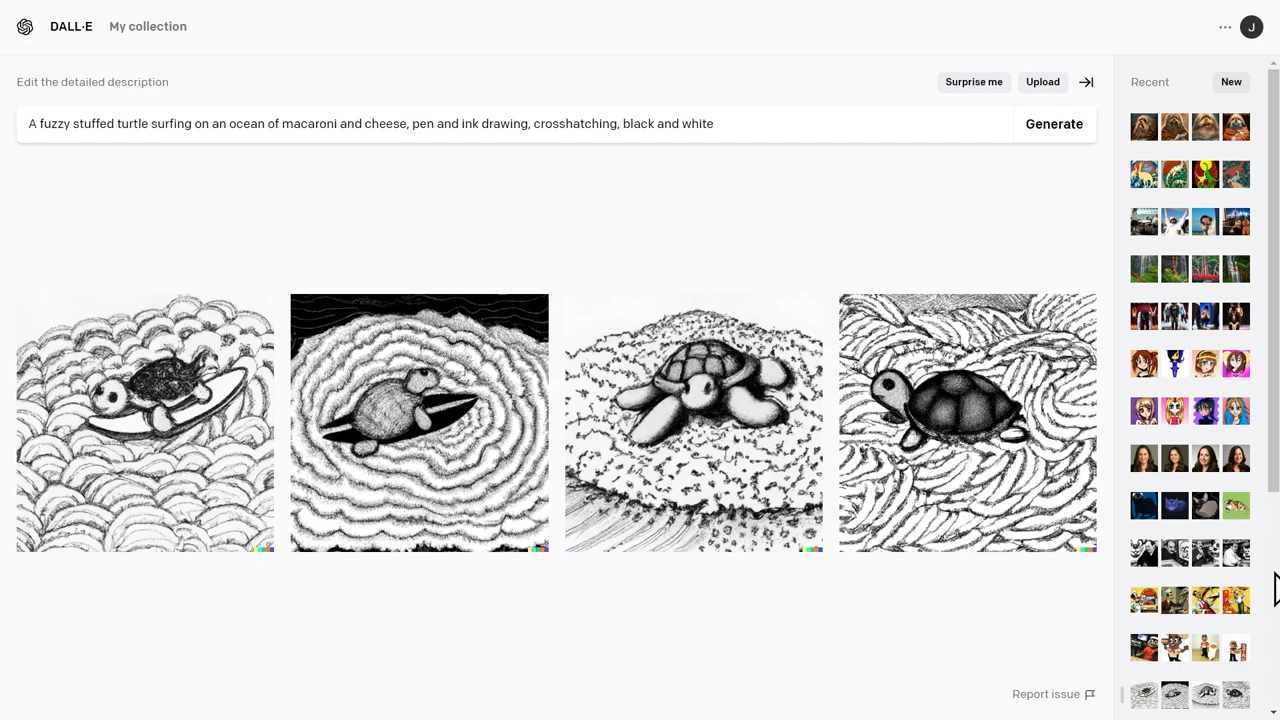 DALL·E My collection ··· J
Edit the detailed description Surprise me Upload Recent New
A fuzzy stuffed turtle surfing on an ocean of macaroni and cheese, pen and ink drawing, crosshatching, black and white Generate
Report issue